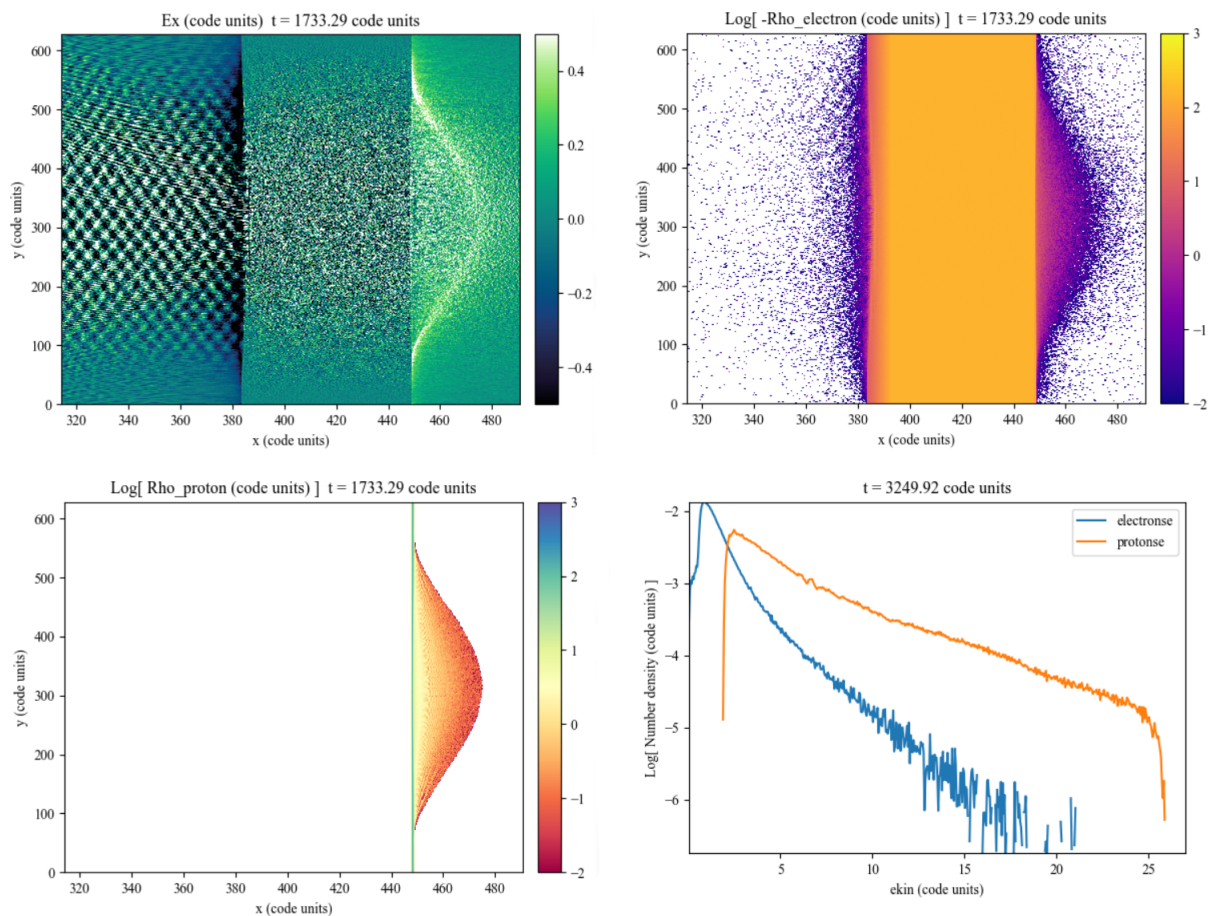 Ex (code units)  t = 1733.29 code units
600
500
400
300
200
100
0
y (code units)
320 340 360 380 400 420 440 460 480
x (code units)
0.4
0.2
0.0
−0.2
−0.4
Log[ -Rho_electron (code units) ]  t = 1733.29 code units
600
500
400
300
200
100
0
y (code units)
320 340 360 380 400 420 440 460 480
x (code units)
3
2
1
0
−1
−2
Log[ Rho_proton (code units) ]  t = 1733.29 code units
600
500
400
300
200
100
0
y (code units)
320 340 360 380 400 420 440 460 480
x (code units)
3
2
1
0
−1
−2
t = 3249.92 code units
electronse
protonse
−2
−3
−4
−5
−6
Log[ Number density (code units) ]
5 10 15 20 25
ekin (code units)